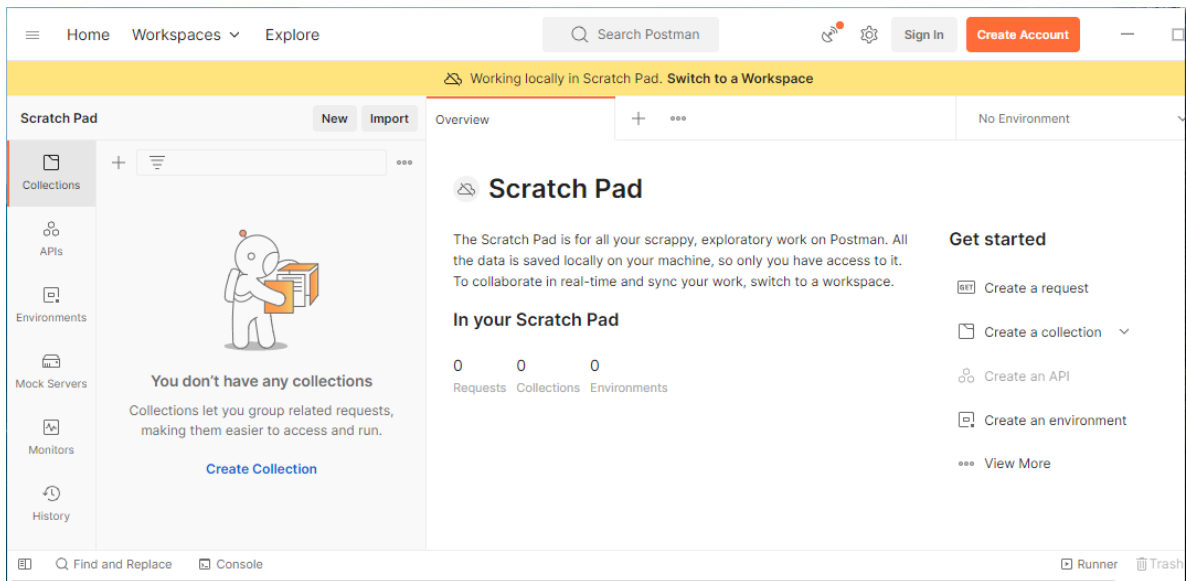 Home Workspaces Explore Search Postman Sign In Create Account
Working locally in Scratch Pad. Switch to a Workspace
Scratch Pad New Import Overview No Environment
Collections
APIs
Environments
Mock Servers
Monitors
History
You don't have any collections
Collections let you group related requests,
making them easier to access and run.
Create Collection
Scratch Pad
The Scratch Pad is for all your scrappy, exploratory work on Postman. All
the data is saved locally on your machine, so only you have access to it.
To collaborate in real-time and sync your work, switch to a workspace.
In your Scratch Pad
0 0 0
Requests Collections Environments
Get started
GET Create a request
Create a collection
Create an API
Create an environment
View More
Find and Replace Console Runner Trash